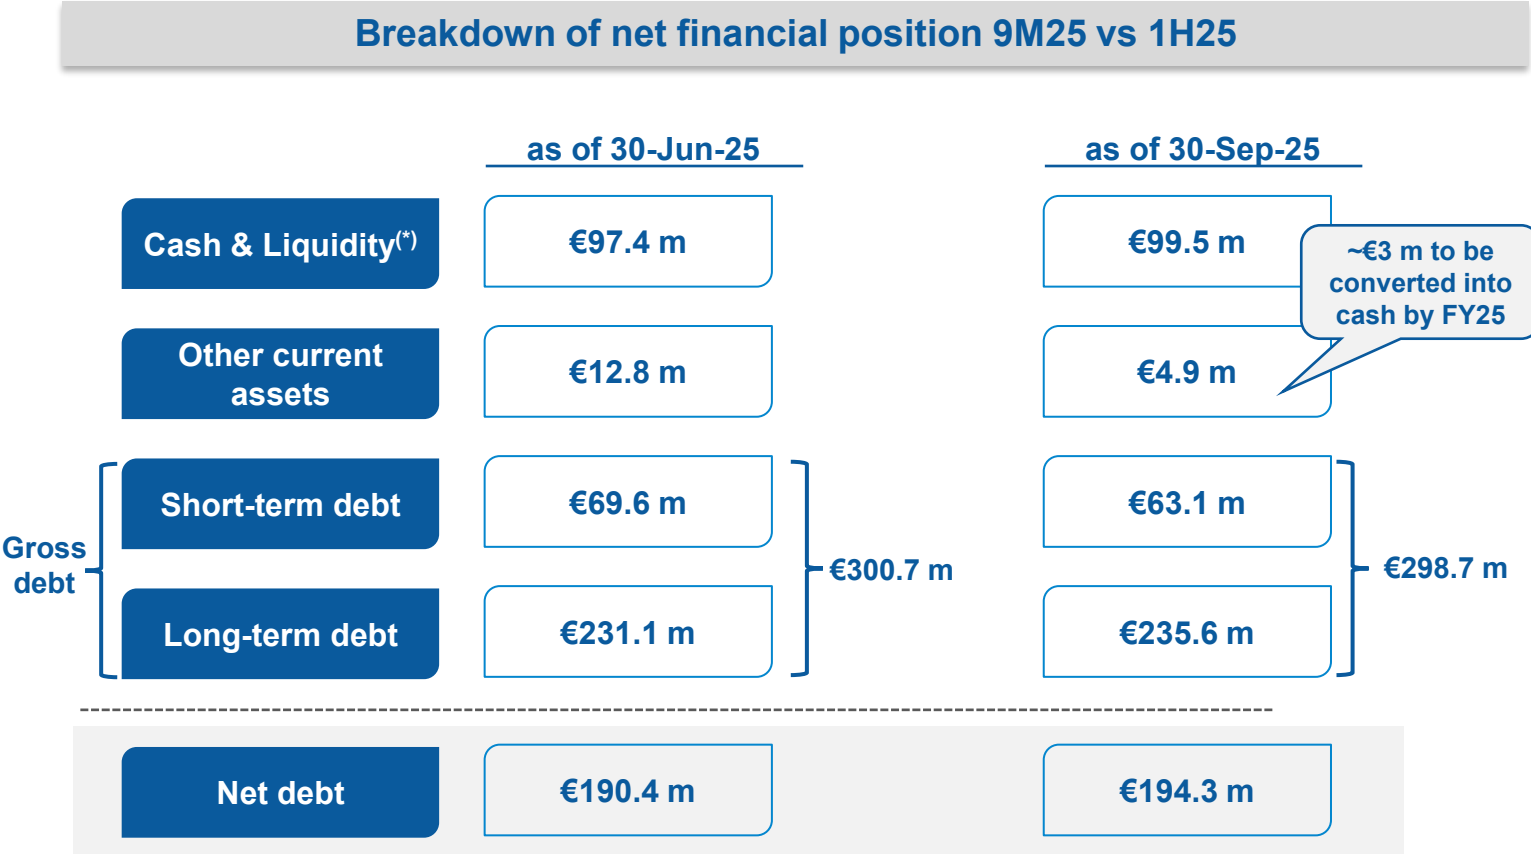 Breakdown of net financial position 9M25 vs 1H25
as of 30-Jun-25
as of 30-Sep-25
Cash & Liquidity(*)
€97.4 m
€99.5 m
~€3 m to be
converted into
cash by FY25
Other current
assets
€12.8 m
€4.9 m
Gross
debt
Short-term debt
€69.6 m
€63.1 m
€300.7 m
€298.7 m
Long-term debt
€231.1 m
€235.6 m
Net debt
€190.4 m
€194.3 m